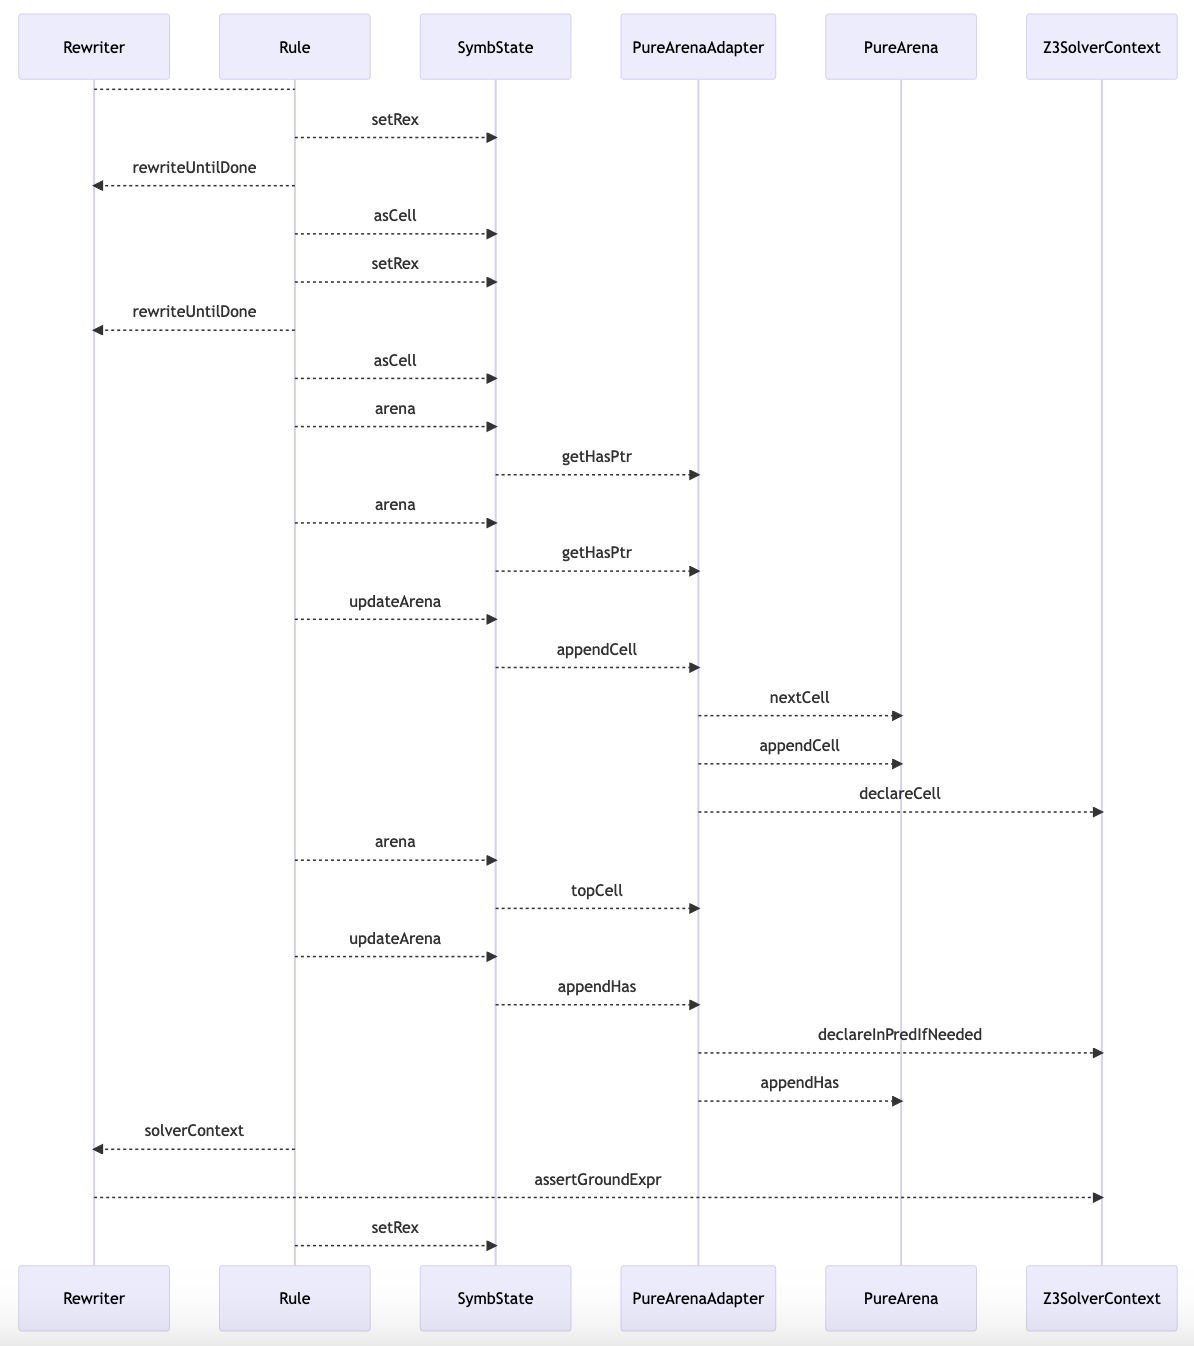 Rewriter
Rule
SymbState
PureArenaAdapter
PureArena
Z3SolverContext
setRex
rewriteUntilDone
asCell
setRex
rewriteUntilDone
asCell
arena
getHasPtr
arena
getHasPtr
updateArena
appendCell
nextCell
appendCell
declareCell
arena
topCell
updateArena
appendHas
declareInPredIfNeeded
appendHas
solverContext
assertGroundExpr
setRex
Rewriter
Rule
SymbState
PureArenaAdapter
PureArena
Z3SolverContext